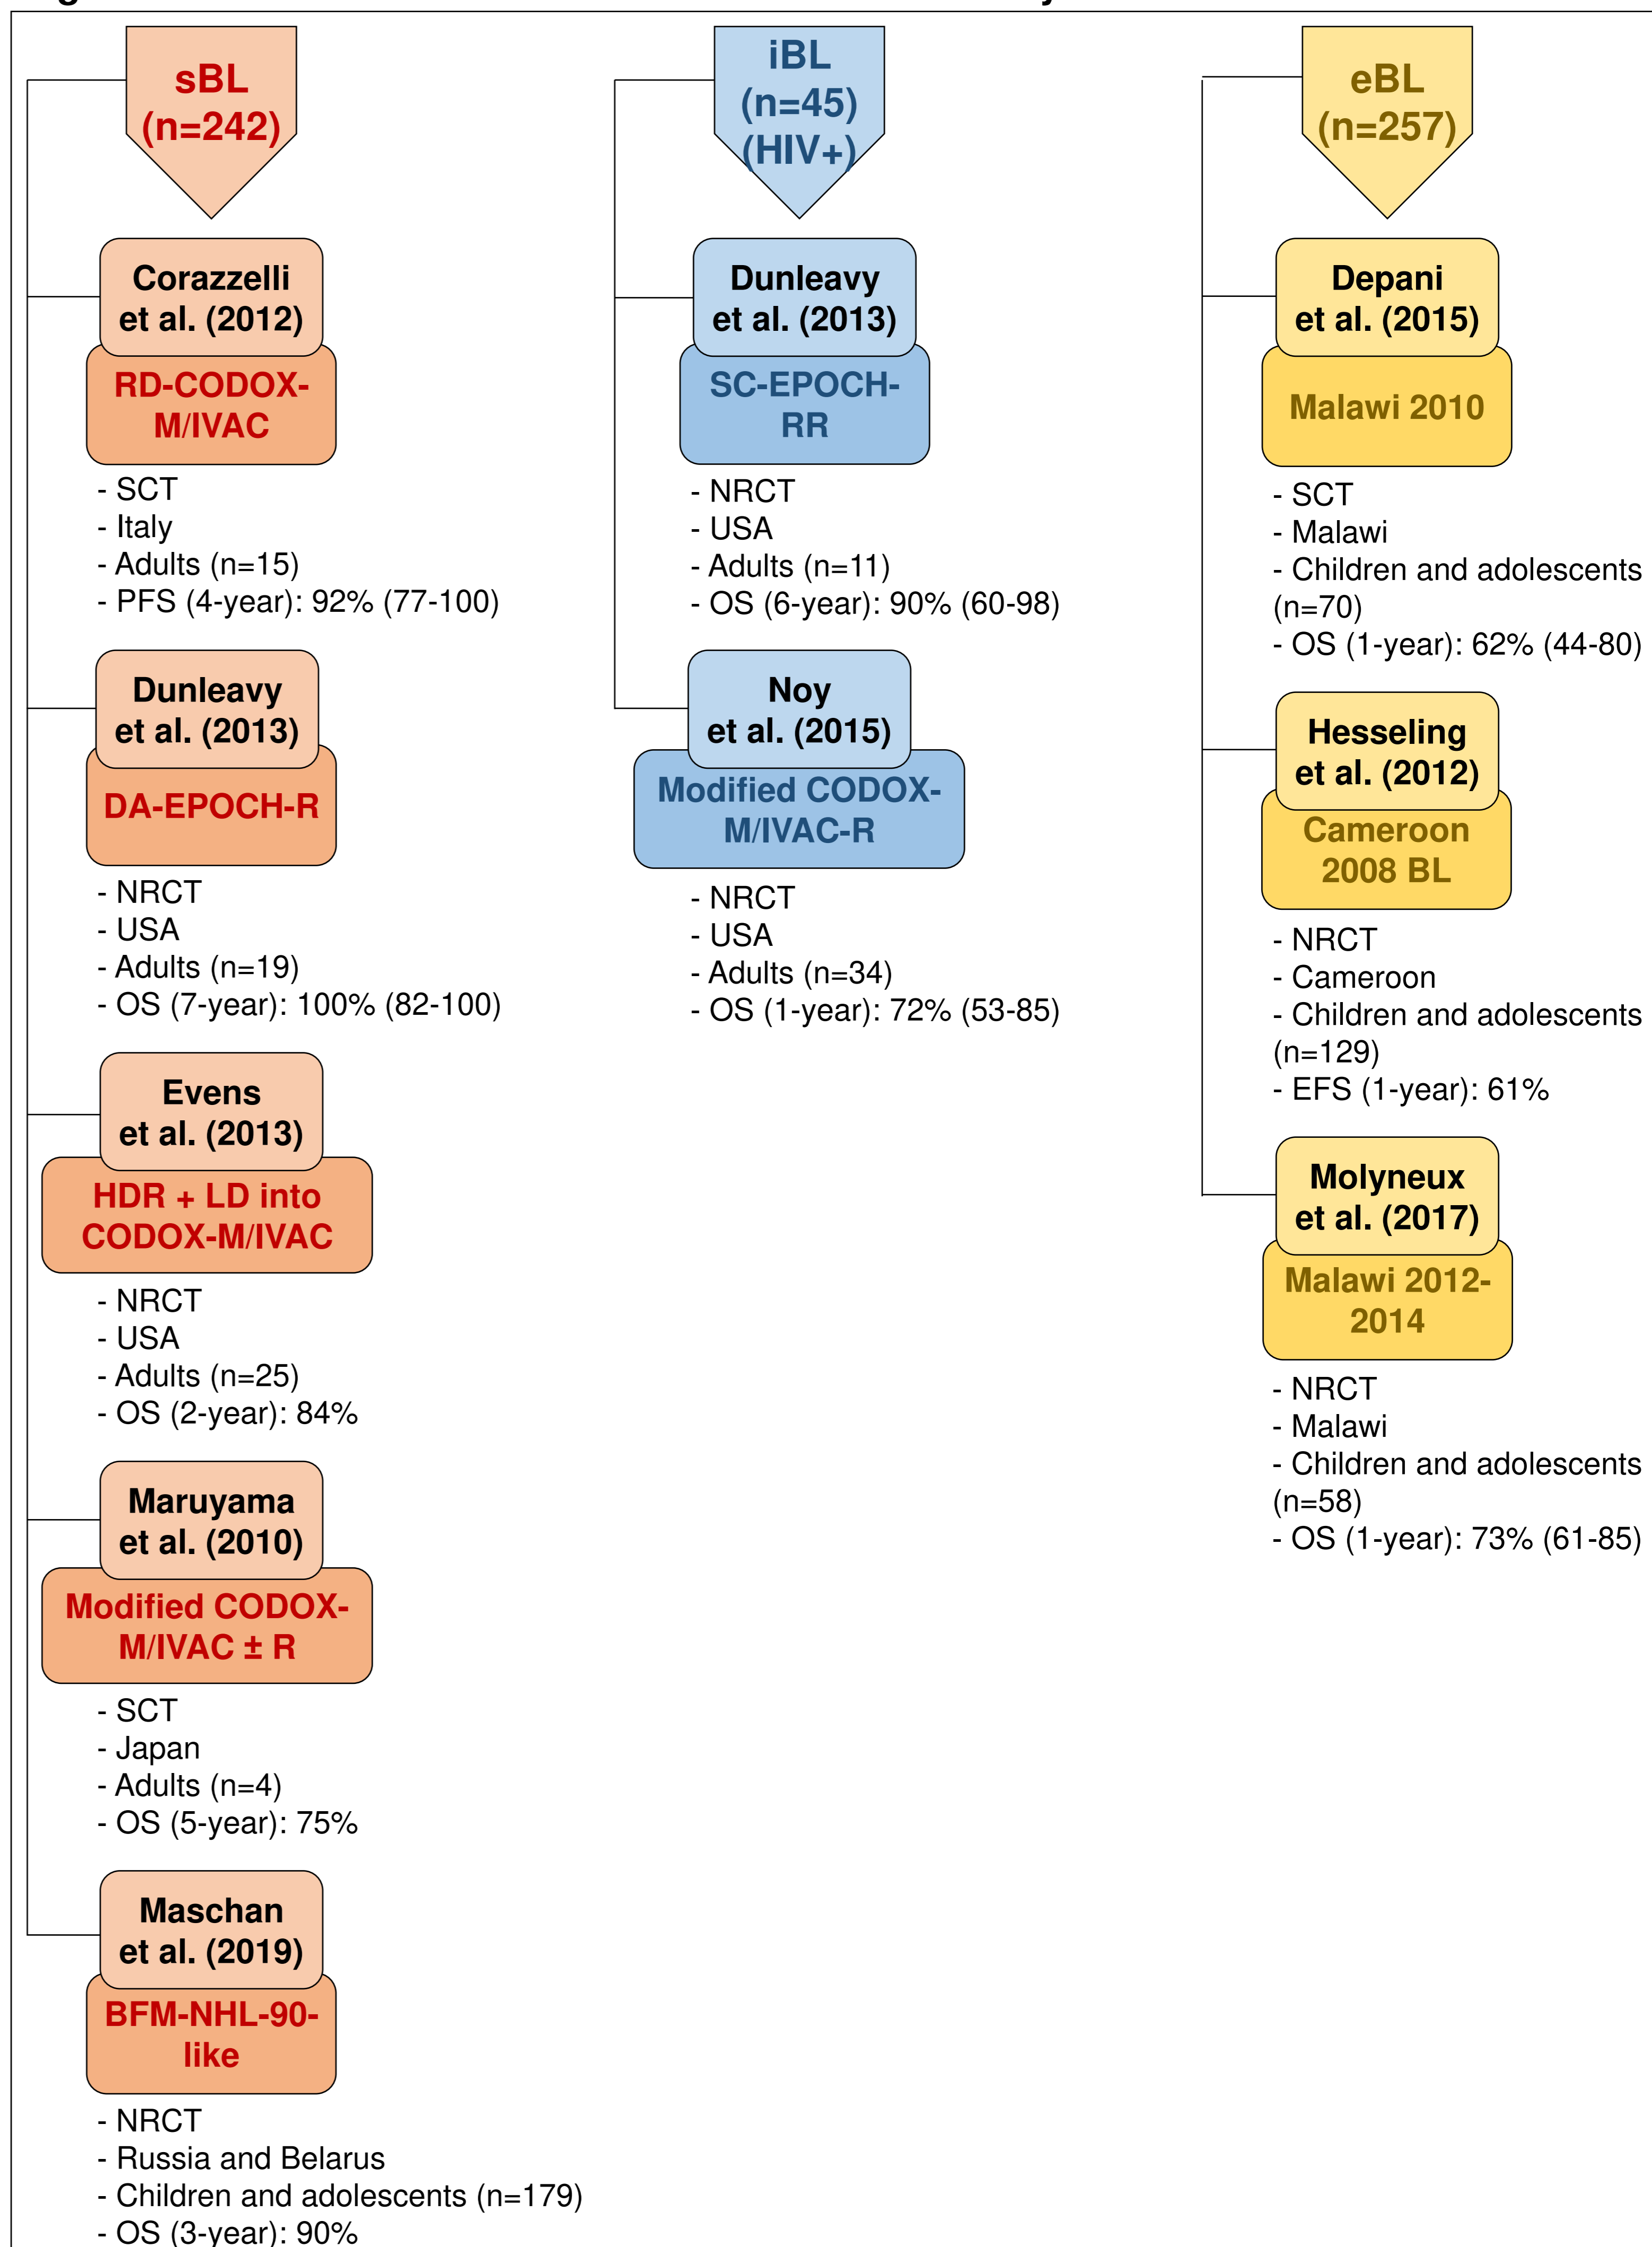 sBL
(n=242)
Corazzelli
et al. (2012)
RD-CODOX-
M/IVAC
- SCT
- Italy
- Adults (n=15)
- PFS (4-year): 92% (77-100)
Dunleavy
et al. (2013)
DA-EPOCH-R
- NRCT
- USA
- Adults (n=19)
- OS (7-year): 100% (82-100)
Evens
et al. (2013)
HDR + LD into
CODOX-M/IVAC
- NRCT
- USA
- Adults (n=25)
- OS (2-year): 84%
Maruyama
et al. (2010)
Modified CODOX-
M/IVAC ± R
- SCT
- Japan
- Adults (n=4)
- OS (5-year): 75%
Maschan
et al. (2019)
BFM-NHL-90-
like
- NRCT
- Russia and Belarus
- Children and adolescents (n=179)
- OS (3-year): 90%
iBL
(n=45)
(HIV+)
Dunleavy
et al. (2013)
SC-EPOCH-
RR
- NRCT
- USA
- Adults (n=11)
- OS (6-year): 90% (60-98)
Noy
et al. (2015)
Modified CODOX-
M/IVAC-R
- NRCT
- USA
- Adults (n=34)
- OS (1-year): 72% (53-85)
eBL
(n=257)
Depani
et al. (2015)
Malawi 2010
- SCT
- Malawi
- Children and adolescents
(n=70)
- OS (1-year): 62% (44-80)
Hesseling
et al. (2012)
Cameroon
2008 BL
- NRCT
- Cameroon
- Children and adolescents
(n=129)
- EFS (1-year): 61%
Molyneux
et al. (2017)
Malawi 2012-
2014
- NRCT
- Malawi
- Children and adolescents
(n=58)
- OS (1-year): 73% (61-85)